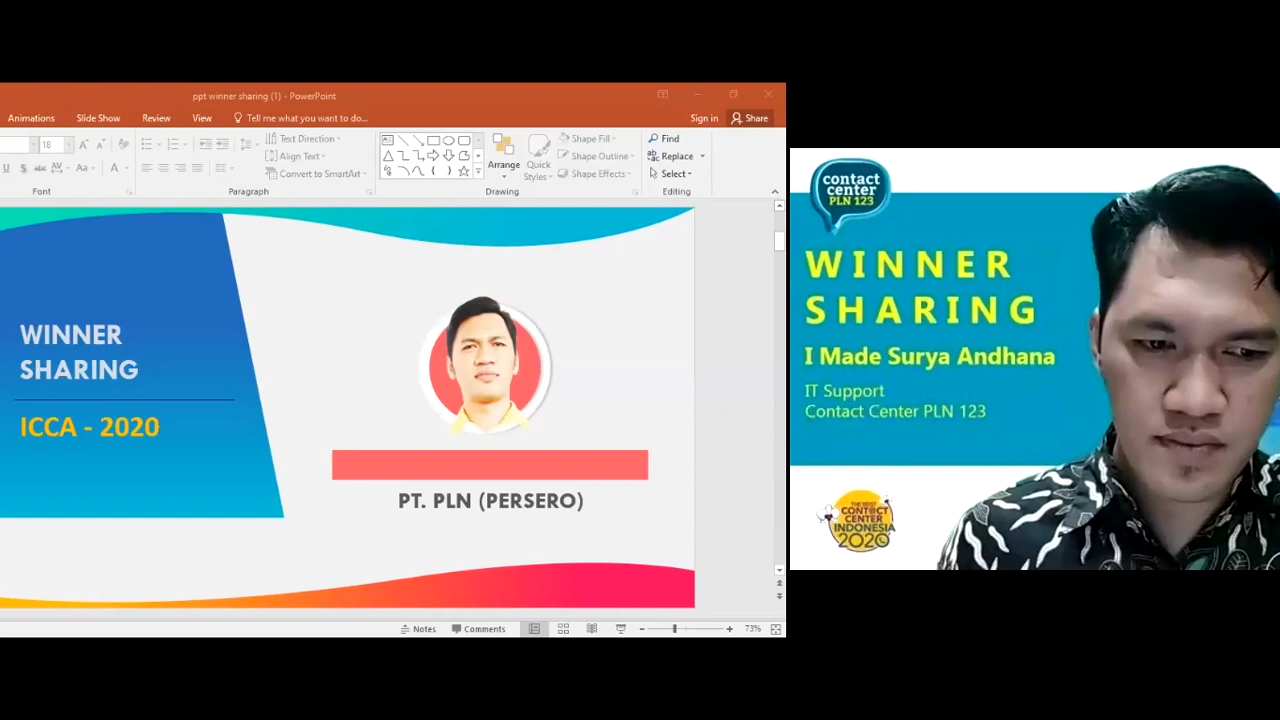 ppt winner sharing (1) - PowerPoint
Animations
Slide Show
Review
View
Tell me what you want to do...
Sign in
Share
18
Text Direction
Align Text
Convert to SmartArt
Arrange
Quick
Styles
Shape Fill
Shape Outline
Shape Effects
Find
Replace
Select
Font
Paragraph
Drawing
Editing
WINNER
SHARING
ICCA - 2020
PT. PLN (PERSERO)
Notes
Comments
73%
contact
center
PLN 123
WINNER
SHARING
I Made Surya Andhana
IT Support
Contact Center PLN 123
THE BEST
CONTACT
CENTER
INDONESIA
2020